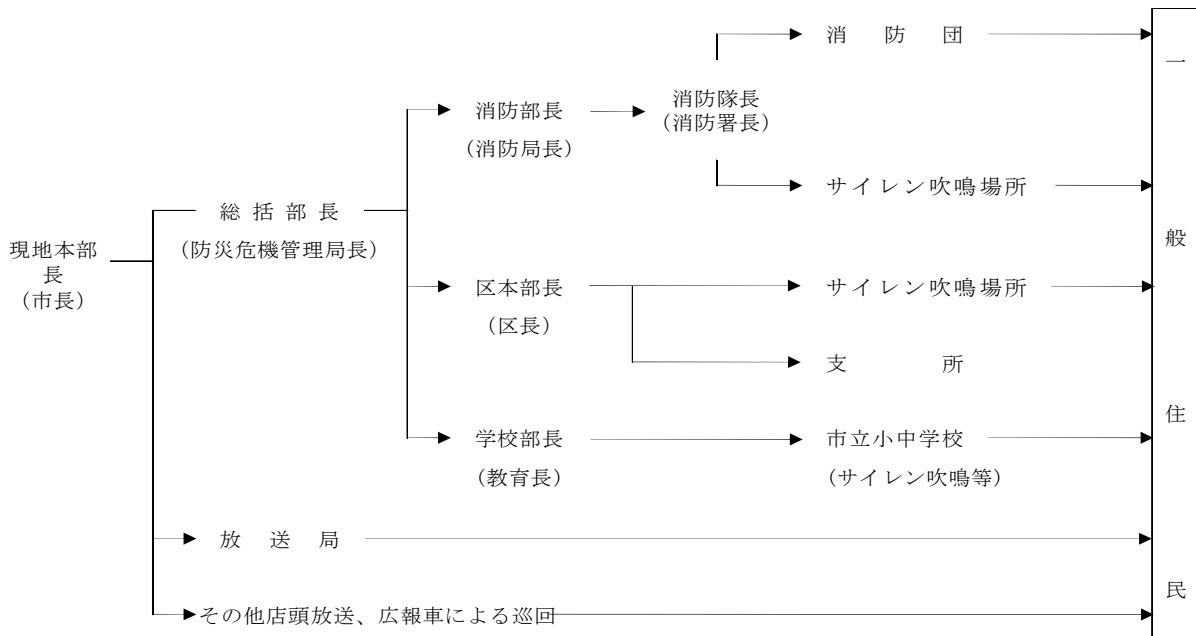 消防団
消防部長
(消防局長)
消防隊長
(消防署長)
サイレン吹鳴場所
総括部長
(防災危機管理局長)
現地本部
長
(市長)
区本部長
(区長)
サイレン吹鳴場所
支所
学校部長
(教育長)
市立小中学校
(サイレン吹鳴等)
放送局
その他店頭放送、広報車による巡回
一般住民